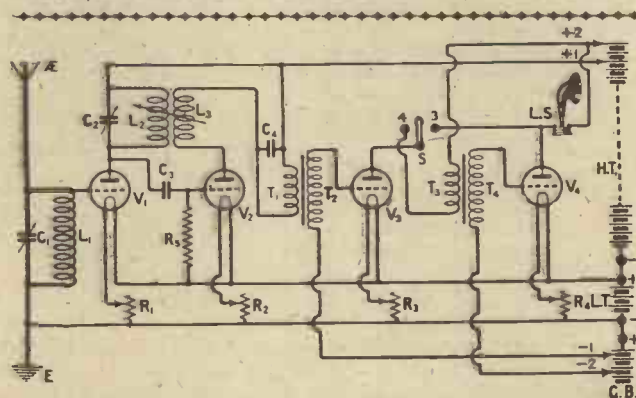 +2
+1
Æ
L.S.
C2
L2
L3
4
3
C4
S
H.T.
C3
T1
T2
T3
T4
V1
V2
V3
V4
C1
L1
R5
-
+
R1
R2
R3
R4
L.T.
-
+
-1
-2
E
G.B.